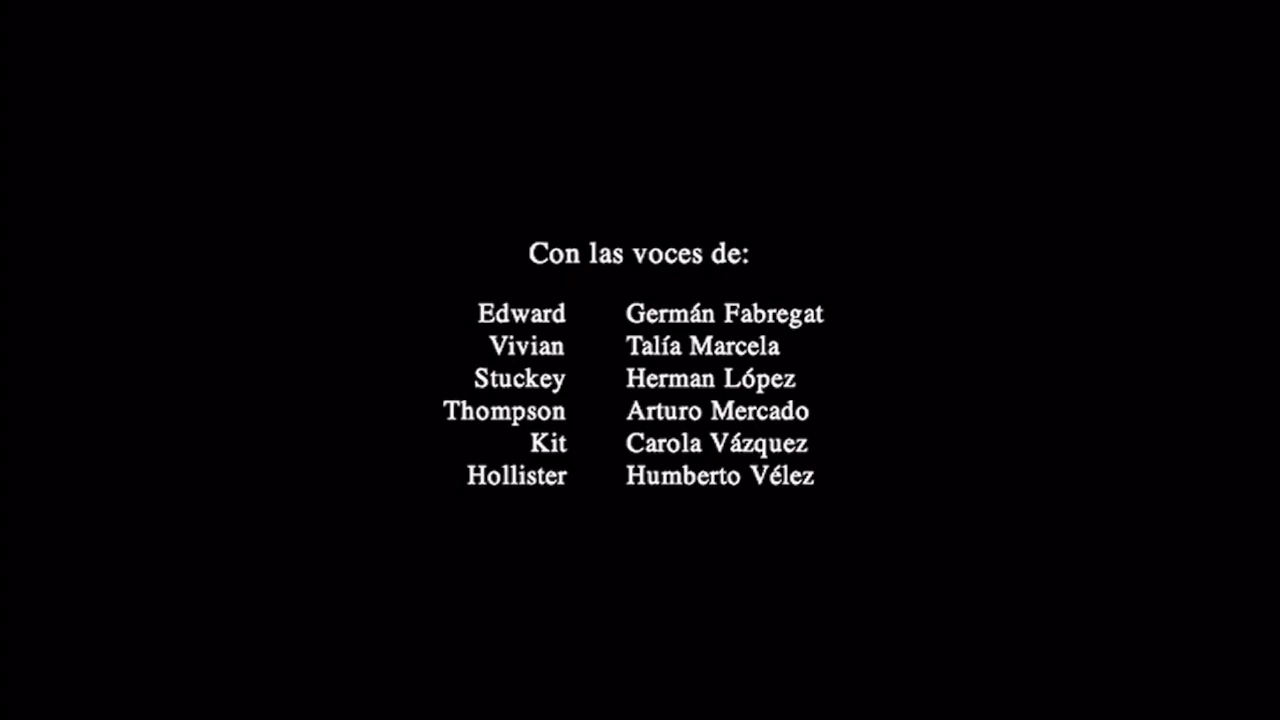 Con las voces de:
Edward Germán Fabregat
Vivian Talía Marcela
Stuckey Herman López
Thompson Arturo Mercado
Kit Carola Vázquez
Hollister Humberto Vélez